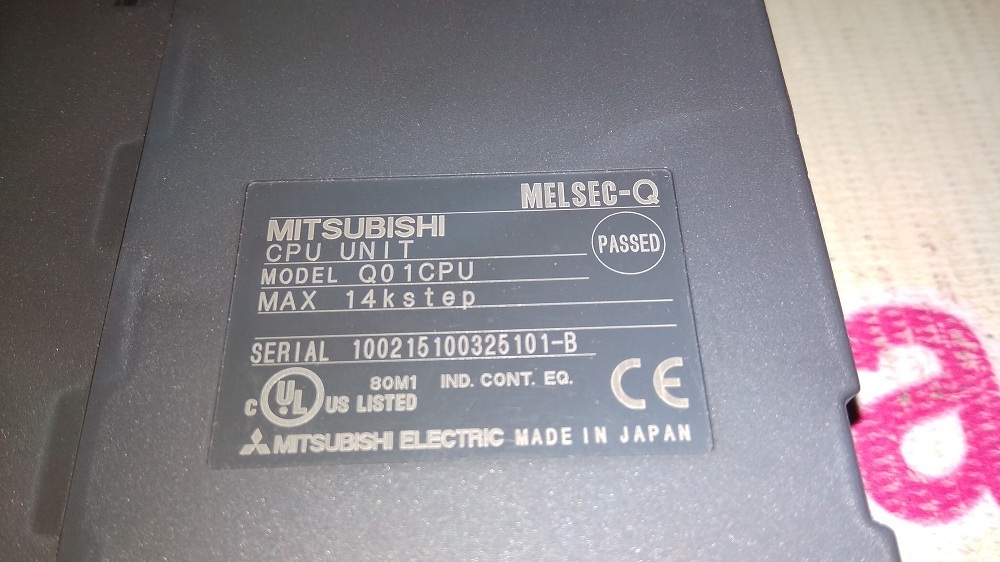 MELSEC-Q
MITSUBISHI
CPU UNIT
PASSED
MODEL Q01CPU
MAX 14kstep
SERIAL 100215100325101-B
C UL US LISTED
80M1 IND. CONT. EQ.
CE
MITSUBISHI ELECTRIC MADE IN JAPAN
a